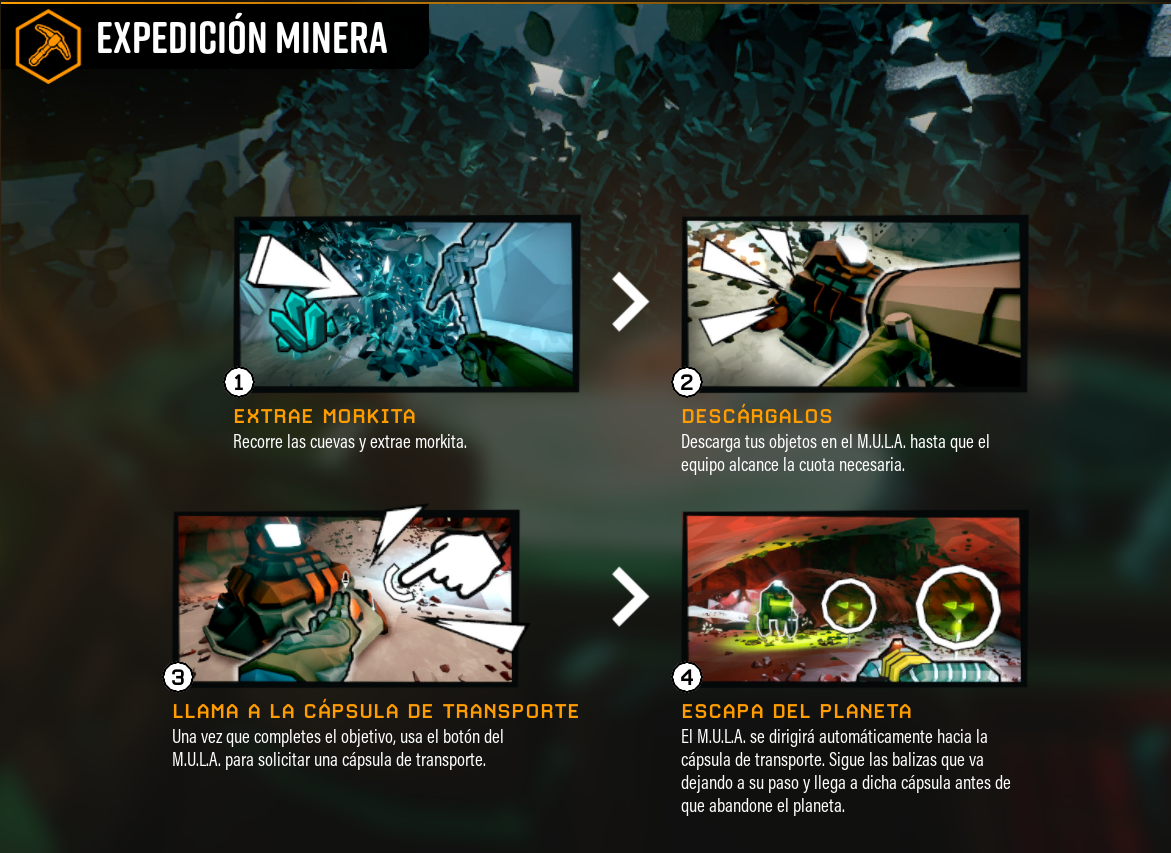 EXPEDICIÓN MINERA
1
EXTRAE MORKITA
Recorre las cuevas y extrae morkita.
2
DESCÁRGALOS
Descarga tus objetos en el M.U.L.A. hasta que el
equipo alcance la cuota necesaria.
3
LLAMA A LA CÁPSULA DE TRANSPORTE
Una vez que completes el objetivo, usa el botón del
M.U.L.A. para solicitar una cápsula de transporte.
4
ESCAPA DEL PLANETA
El M.U.L.A. se dirigirá automáticamente hacia la
cápsula de transporte. Sigue las balizas que va
dejando a su paso y llega a dicha cápsula antes de
que abandone el planeta.